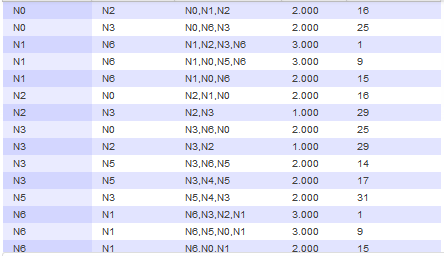 N0 N2 N0,N1,N2 2.000 16
N0 N3 N0,N6,N3 2.000 25
N1 N6 N1,N2,N3,N6 3.000 1
N1 N6 N1,N0,N5,N6 3.000 9
N1 N6 N1,N0,N6 2.000 15
N2 N0 N2,N1,N0 2.000 16
N2 N3 N2,N3 1.000 29
N3 N0 N3,N6,N0 2.000 25
N3 N2 N3,N2 1.000 29
N3 N5 N3,N6,N5 2.000 14
N3 N5 N3,N4,N5 2.000 17
N5 N3 N5,N4,N3 2.000 31
N6 N1 N6,N3,N2,N1 3.000 1
N6 N1 N6,N5,N0,N1 3.000 9
N6 N1 N6,N0,N1 2.000 15